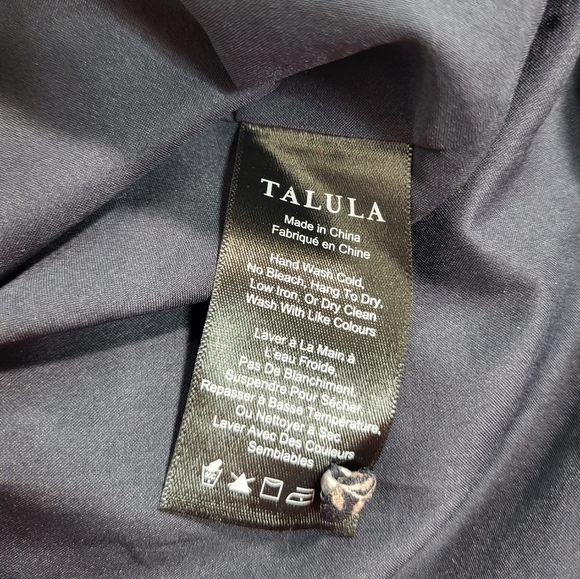 TALULA
Made in China
Fabriqué en Chine
Hand Wash Cold,
No Bleach, Hang To Dry,
Low Iron, Or Dry Clean
Wash With Like Colours
Laver à La Main à
L'eau Froide,
Pas De Blanchiment,
Suspendre Pour Sécher,
Repasser à Basse Température,
Ou Nettoyer à Sec
Laver Avec Des Couleurs
Semblables